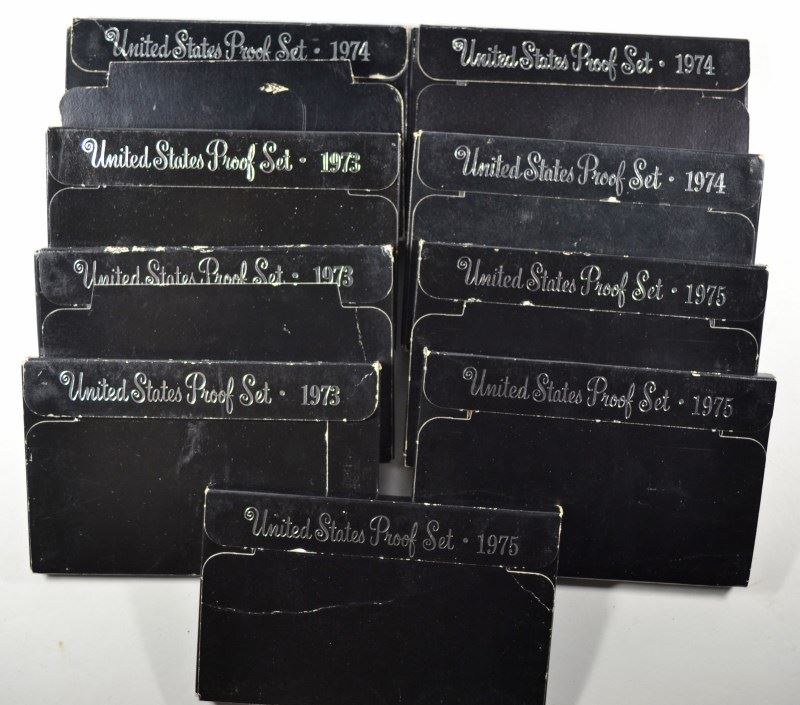 United States Proof Set · 1974
United States Proof Set · 1973
United States Proof Set · 1973
United States Proof Set · 1973
United States Proof Set · 1974
United States Proof Set · 1974
United States Proof Set · 1975
United States Proof Set · 1975
United States Proof Set · 1975